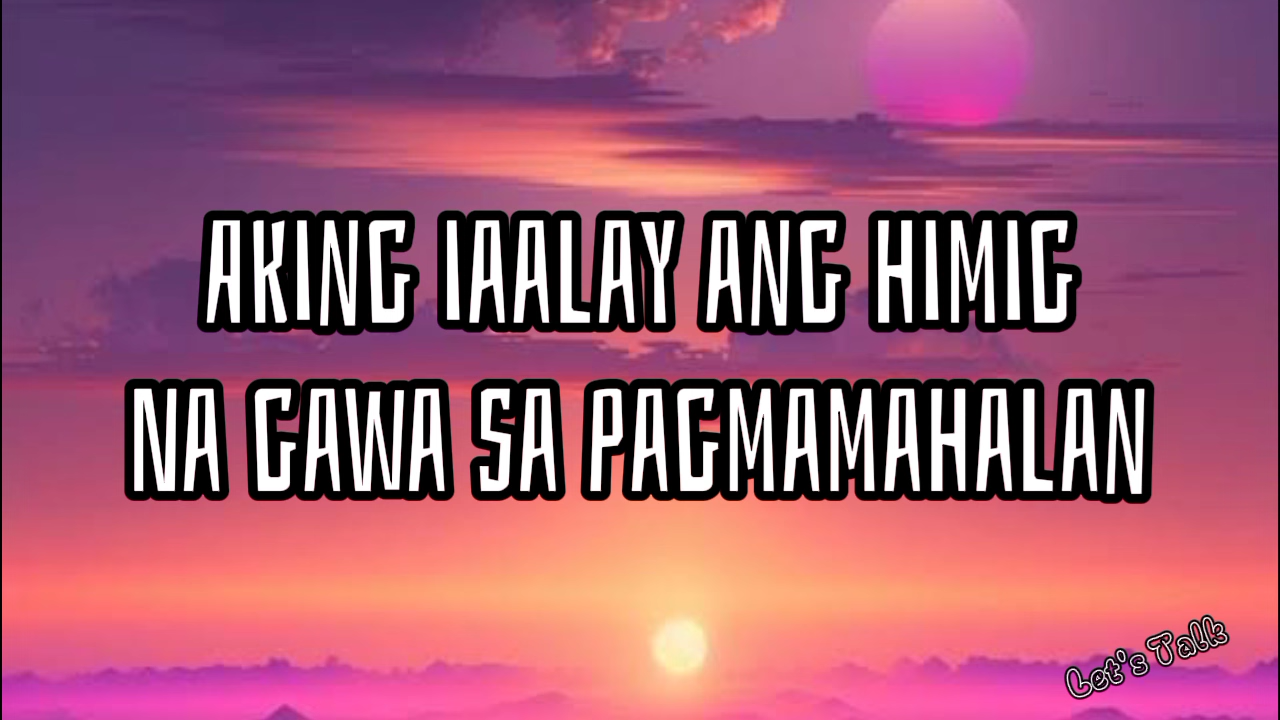 AKING IAALAY ANG HIMIG
NA GAWA SA PAGMAMAHALAN
Let's Talk